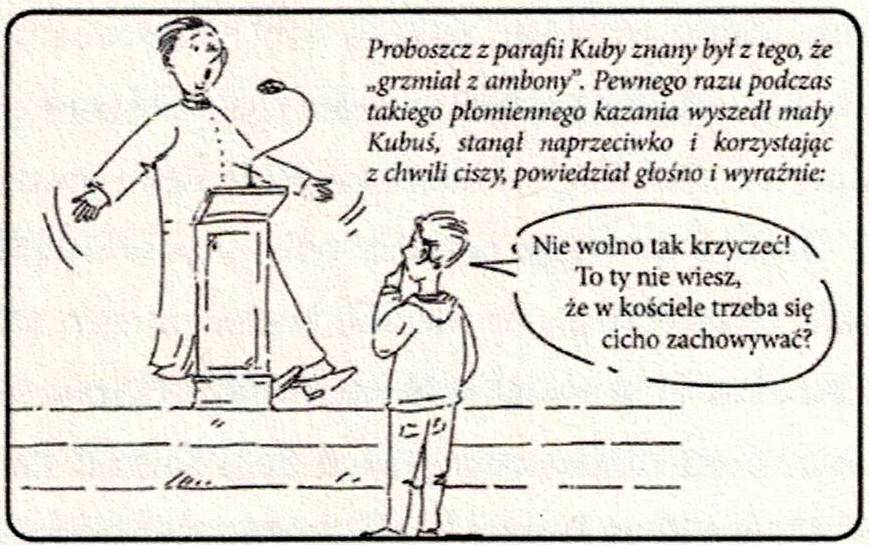 Proboszcz z parafii Kuby znany był z tego, że
„grzmiał z ambony”. Pewnego razu podczas
takiego płomiennego kazania wyszedł mały
Kubuś, stanął naprzeciwko i korzystając
z chwili ciszy, powiedział głośno i wyraźnie:
Nie wolno tak krzyczeć!
To ty nie wiesz,
że w kościele trzeba się
cicho zachowywać?